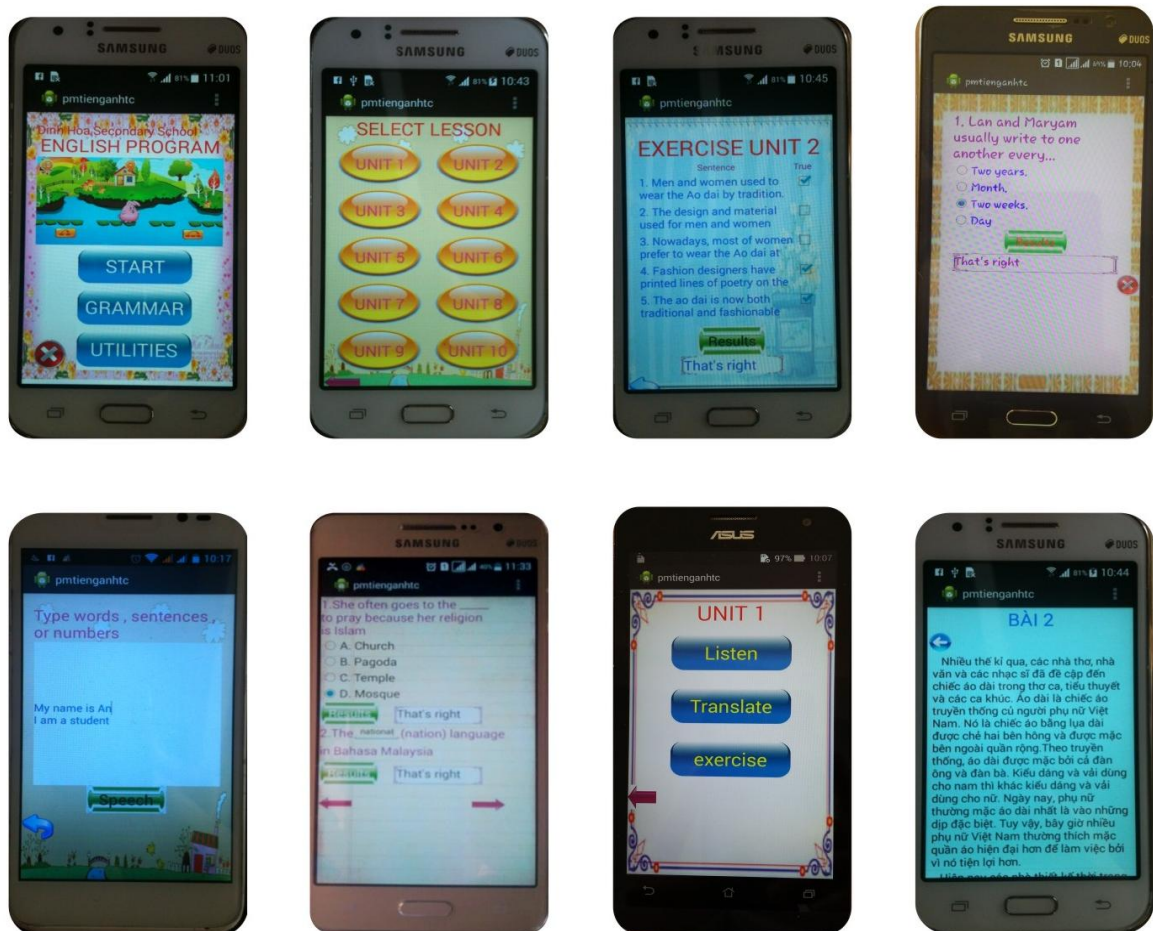 SAMSUNG
DUOS
81% 11:01
pmtienganhtc
Dinh Hoa Secondary School
ENGLISH PROGRAM
START
GRAMMAR
UTILITIES
SAMSUNG
DUOS
81% 10:43
pmtienganhtc
SELECT LESSON
UNIT 1
UNIT 2
UNIT 3
UNIT 4
UNIT 5
UNIT 6
UNIT 7
UNIT 8
UNIT 9
UNIT 10
SAMSUNG
DUOS
81% 10:45
pmtienganhtc
EXERCISE UNIT 2
Sentence True
1. Men and women used to
wear the Ao dai by tradition.
2. The design and material
used for men and women
3. Nowadays, most of women
prefer to wear the Ao dai at
4. Fashion designers have
printed lines of poetry on the
5. The ao dai is now both
traditional and fashionable
Results
That's right
SAMSUNG
DUOS
10:04
pmtienganhtc
1. Lan and Maryam
usually write to one
another every...
Two years.
Month.
Two weeks.
Day
Results
That's right
10:17
pmtienganhtc
Type words , sentences
or numbers
My name is An
I am a student
Speech
SAMSUNG
DUOS
11:33
pmtienganhtc
1.She often goes to the _____
to pray because her religion
is Islam
A. Church
B. Pagoda
C. Temple
D. Mosque
Results That's right
2.The national (nation) language
in Bahasa Malaysia
Results That's right
ASUS
97% 10:07
pmtienganhtc
UNIT 1
Listen
Translate
exercise
SAMSUNG
DUOS
81% 10:44
pmtienganhtc
BÀI 2
Nhiều thế kỉ qua, các nhà thơ, nhà
văn và các nhạc sĩ đã đề cập đến
chiếc áo dài trong thơ ca, tiểu thuyết
và các ca khúc. Áo dài là chiếc áo
truyền thống củ người phụ nữ Việt
Nam. Nó là chiếc áo bằng lụa dài
được chẻ hai bên hông và được mặc
bên ngoài quần rộng.Theo truyền
thống, áo dài được mặc bởi cả đàn
ông và đàn bà. Kiểu dáng và vải dùng
cho nam thì khác kiểu dáng và vải
dùng cho nữ. Ngày nay, phụ nữ
thường mặc áo dài nhất là vào những
dịp đặc biệt. Tuy vậy, bây giờ nhiều
phụ nữ Việt Nam thường thích mặc
quần áo hiện đại hơn để làm việc bởi
vì nó tiện lợi hơn.